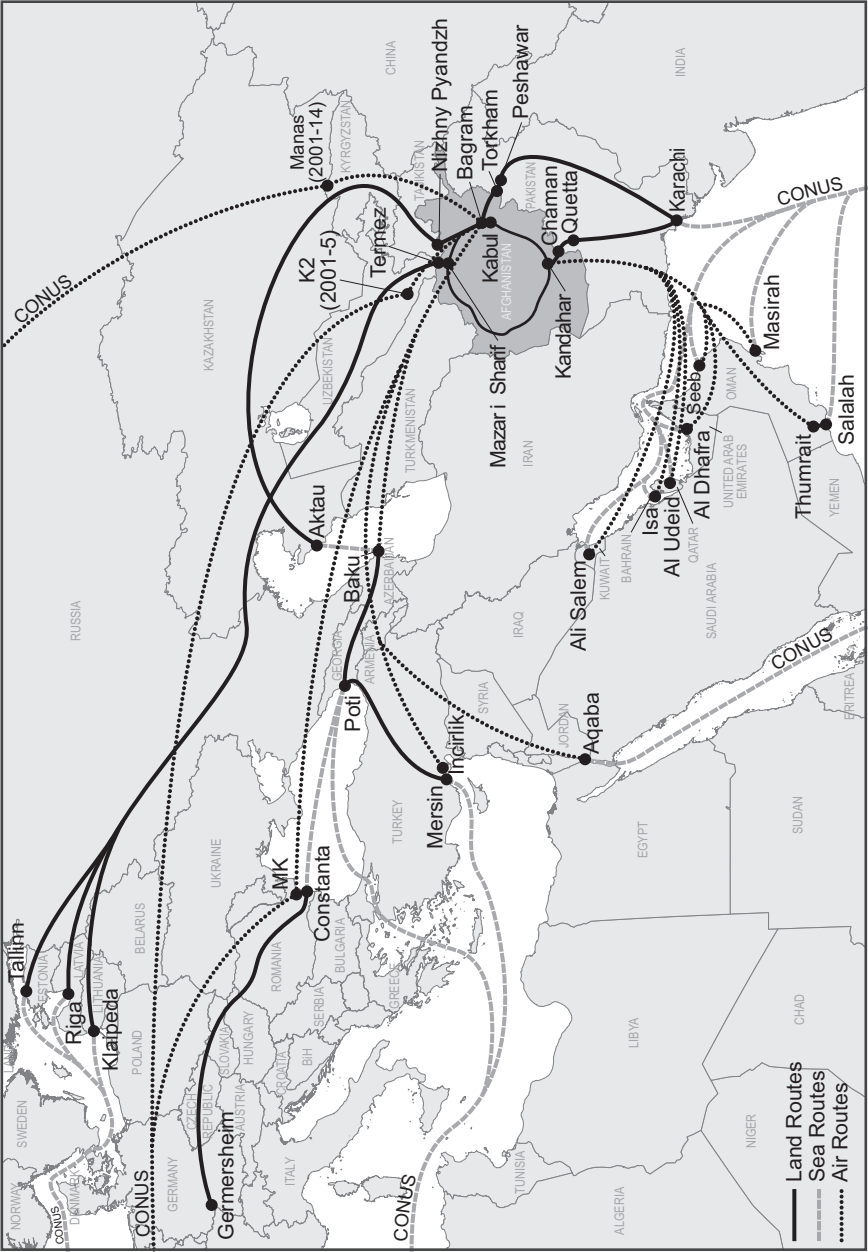 NORWAY
SWEDEN
DENMARK
CONUS
Tallinn
ESTONIA
LATVIA
LITHUANIA
Riga
Klaipeda
RUSSIA
CONUS
CONUS
POLAND
BELARUS
GERMANY
Germersheim
CZECH
REPUBLIC
SLOVAKIA
AUSTRIA
HUNGARY
UKRAINE
KAZAKHSTAN
ITALY
CROATIA
BIH
SERBIA
ROMANIA
BULGARIA
GREECE
MK
Constanta
Aktau
Baku
Poti
GEORGIA
ARMENIA
AZERBAIJAN
K2
(2001-5)
Manas
(2001-14)
KYRGYZSTAN
CHINA
UZBEKISTAN
Termez
TAJIKISTAN
Nizhny Pyandzh
TURKMENISTAN
TURKEY
Mersin
Incirlik
CONUS
Bagram
Torkham
Peshawar
Kabul
Mazar i Sharif
AFGHANISTAN
PAKISTAN
Chaman
Quetta
Kandahar
IRAN
IRAQ
SYRIA
JORDAN
Aqaba
TUNISIA
ALGERIA
LIBYA
EGYPT
Ali Salem
KUWAIT
BAHRAIN
Isa
Al Udeid
QATAR
Al Dhafra
Seeb
Karachi
INDIA
SAUDI ARABIA
UNITED ARAB
EMIRATES
OMAN
Masirah
CONUS
NIGER
CHAD
SUDAN
CONUS
ERITREA
YEMEN
Thumrait
Salalah
Land Routes
Sea Routes
Air Routes